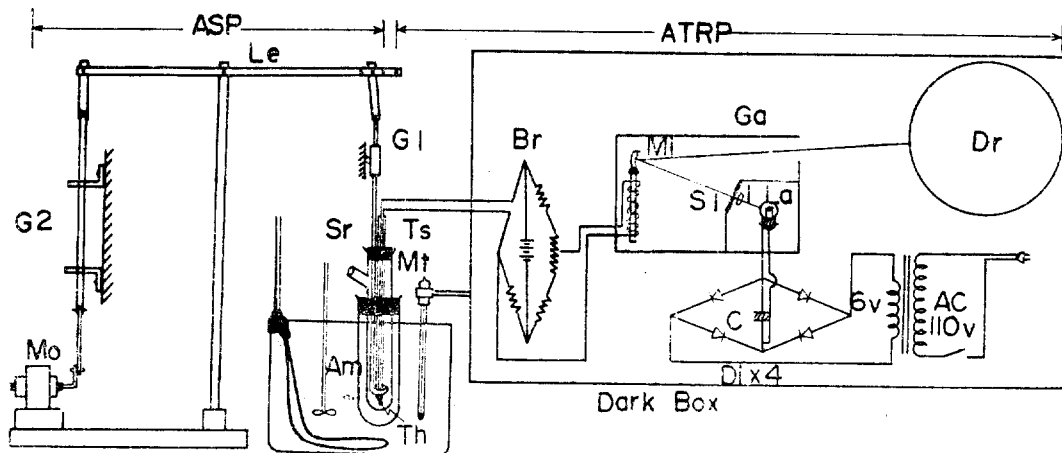 ASP
ATRP
Le
Ga
Br
Mi
Dr
G1
Si
La
G2
Sr
Ts
Mt
6v
AC
110v
C
Mo
Am
Di×4
Th
Dark Box